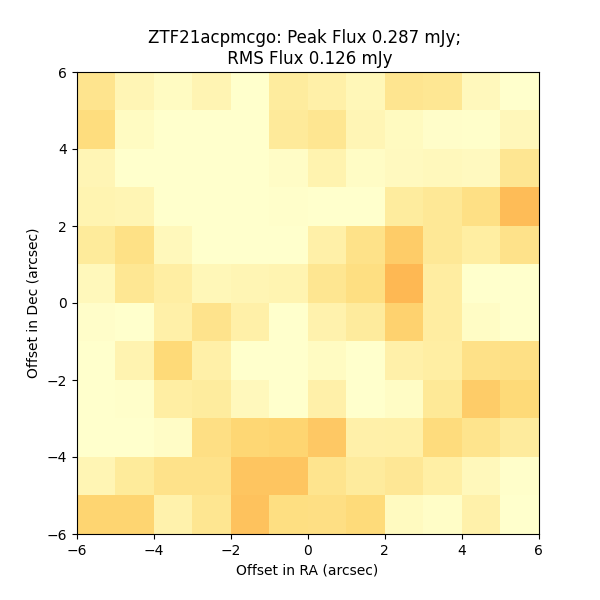 ZTF21acpmcgo: Peak Flux 0.287 mJy;
RMS Flux 0.126 mJy
6
4
2
0
−2
−4
−6
Offset in Dec (arcsec)
−6 −4 −2 0 2 4 6
Offset in RA (arcsec)